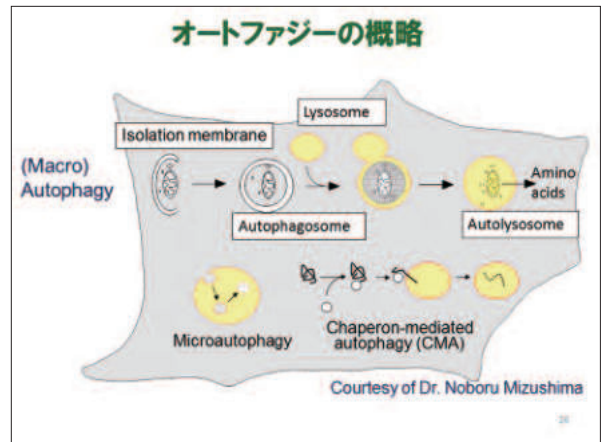 オートファジーの概略
Lysosome
Isolation membrane
(Macro)
Autophagy
Autophagosome
Autolysosome
Amino
acids
Microautophagy
Chaperon-mediated
autophagy (CMA)
Courtesy of Dr. Noboru Mizushima